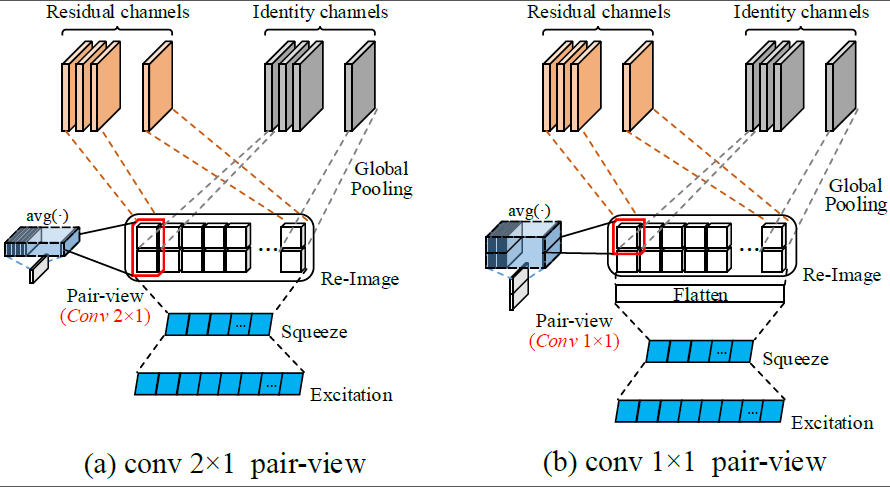 Residual channels
Identity channels
Global
Pooling
avg(·)
...
Re-Image
Pair-view
(Conv 2×1)
...
Squeeze
...
Excitation
(a) conv 2×1 pair-view
Residual channels
Identity channels
Global
Pooling
avg(·)
...
Re-Image
Flatten
Pair-view
(Conv 1×1)
...
Squeeze
...
Excitation
(b) conv 1×1 pair-view